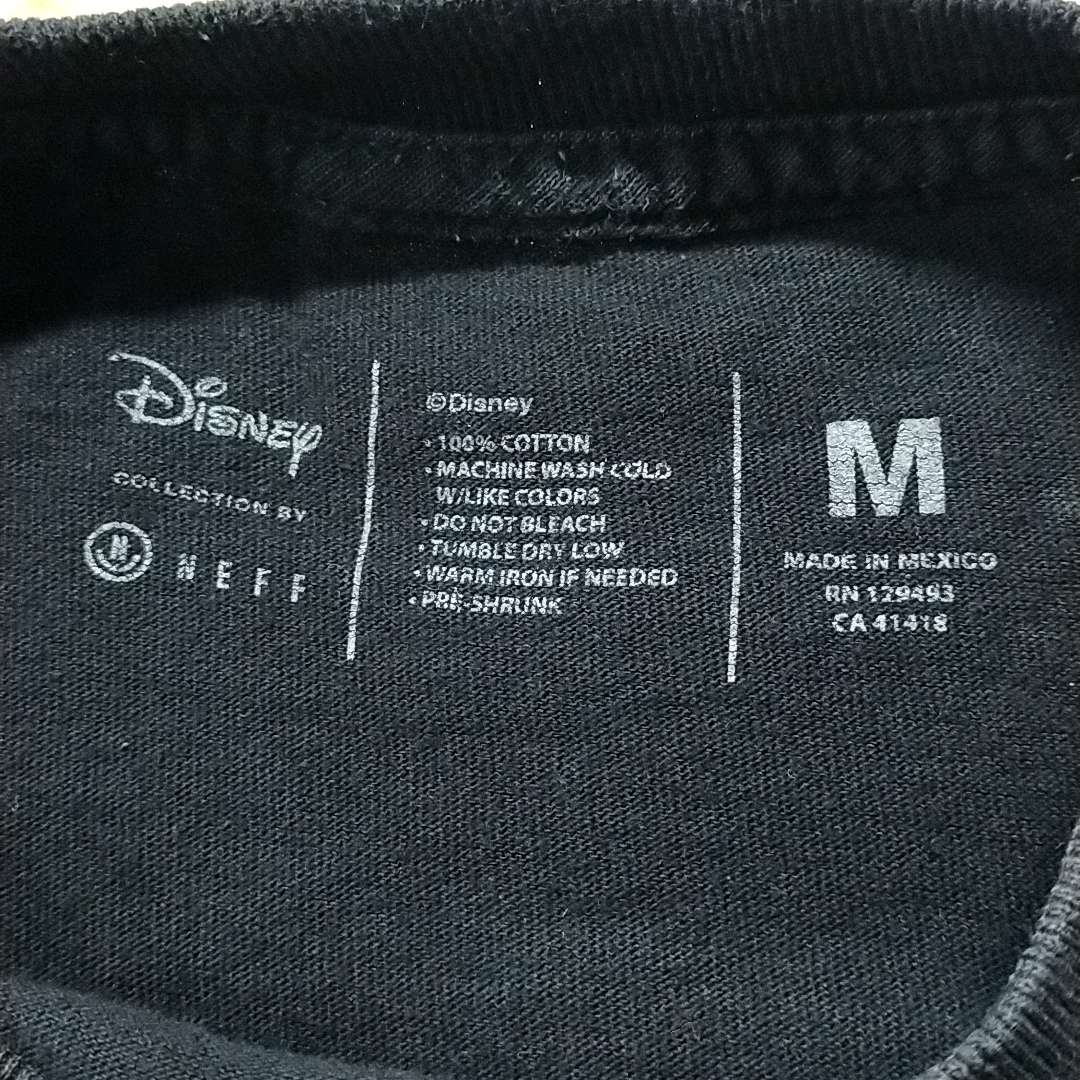 Disney
COLLECTION BY
N NEFF
©Disney
• 100% COTTON
• MACHINE WASH COLD
W/LIKE COLORS
• DO NOT BLEACH
• TUMBLE DRY LOW
• WARM IRON IF NEEDED
• PRE-SHRUNK
M
MADE IN MEXICO
RN 129493
CA 41418